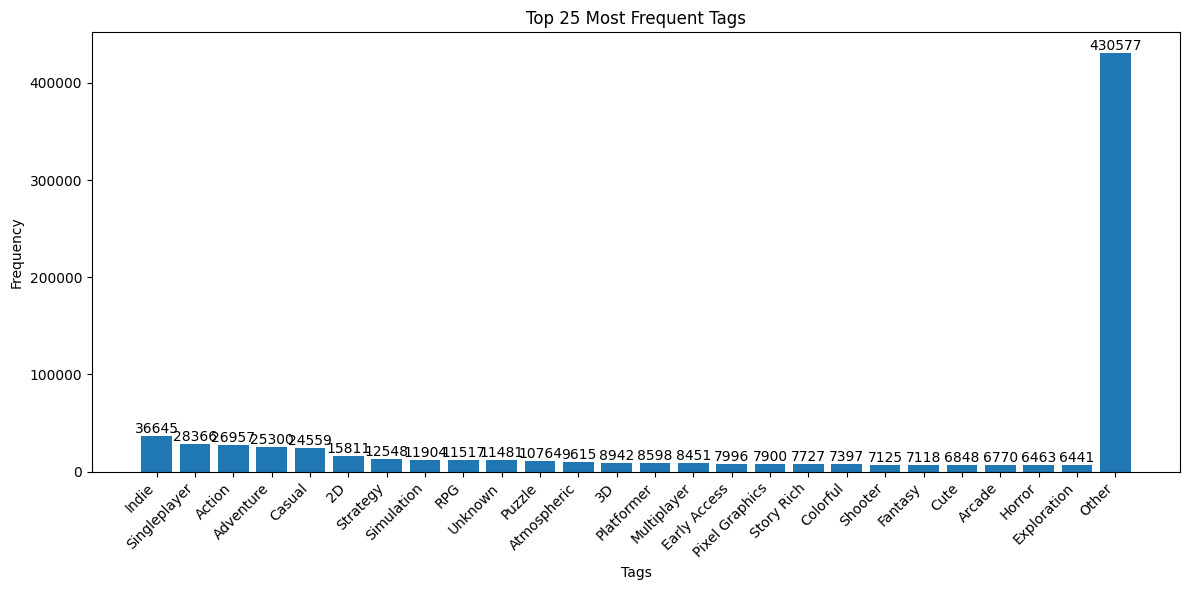 Top 25 Most Frequent Tags
Frequency
400000
300000
200000
100000
0
36645
28366
26957
25300
24559
15811
12548
11904
11517
11481
10764
9615
8942
8598
8451
7996
7900
7727
7397
7125
7118
6848
6770
6463
6441
430577
Indie
Singleplayer
Action
Adventure
Casual
2D
Strategy
Simulation
RPG
Unknown
Puzzle
Atmospheric
3D
Platformer
Multiplayer
Early Access
Pixel Graphics
Story Rich
Colorful
Shooter
Fantasy
Cute
Arcade
Horror
Exploration
Other
Tags